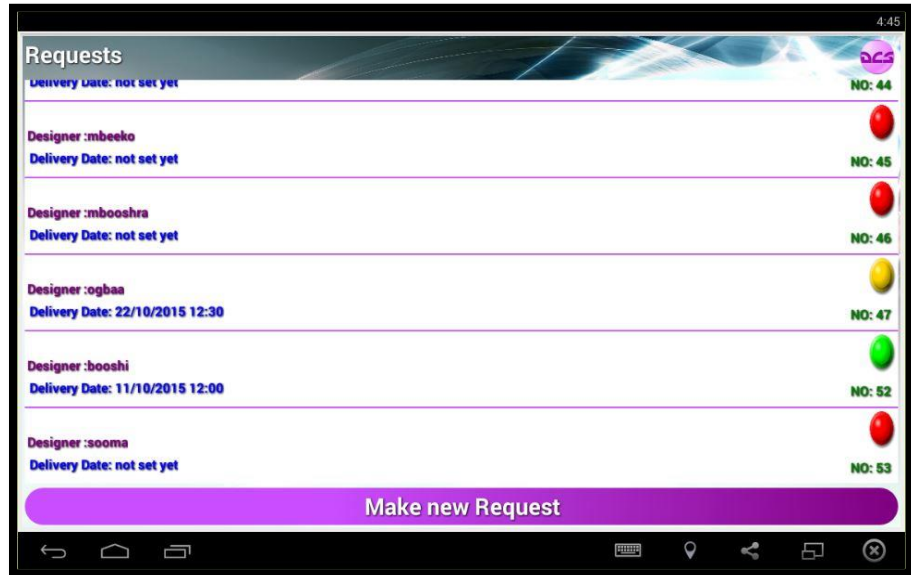 4:45
Requests
DCS
Delivery Date: not set yet
NO: 44
Designer :mbeeko
Delivery Date: not set yet
NO: 45
Designer :mbooshra
Delivery Date: not set yet
NO: 46
Designer :ogbaa
Delivery Date: 22/10/2015 12:30
NO: 47
Designer :booshi
Delivery Date: 11/10/2015 12:00
NO: 52
Designer :sooma
Delivery Date: not set yet
NO: 53
Make new Request